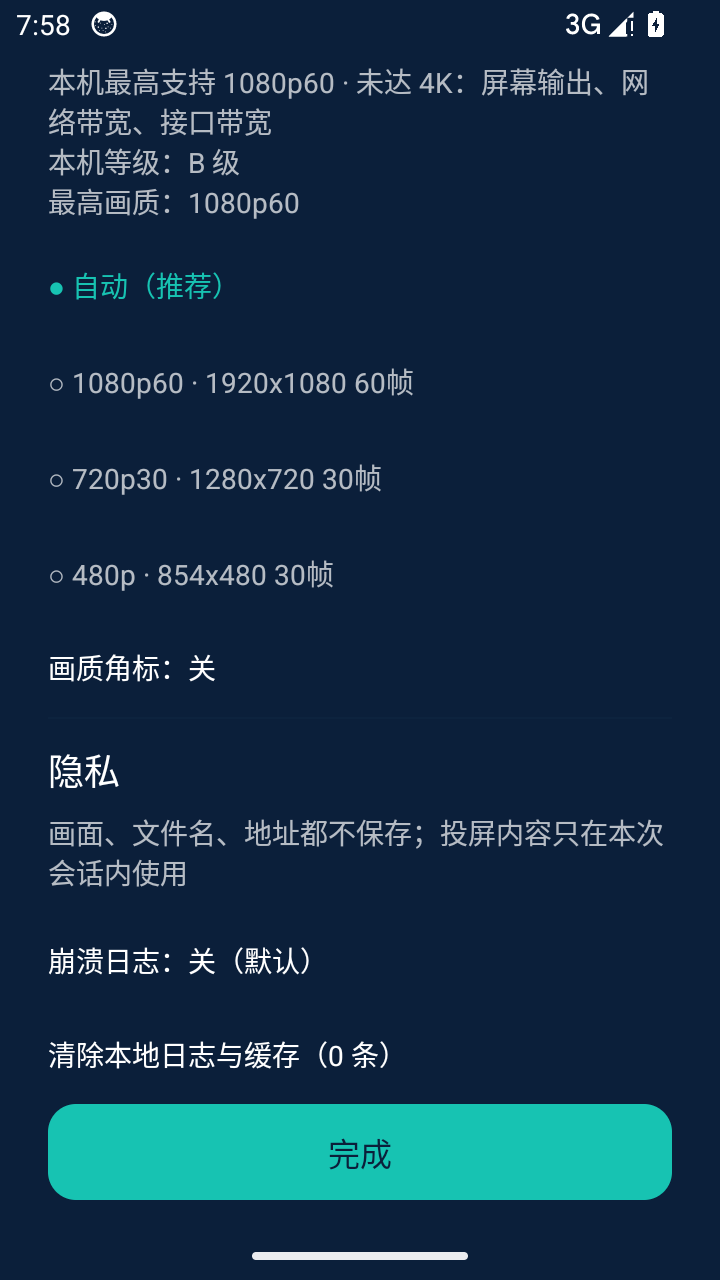 7:58
3G
本机最高支持 1080p60 · 未达 4K：屏幕输出、网
络带宽、接口带宽
本机等级：B 级
最高画质：1080p60
● 自动（推荐）
○ 1080p60 · 1920x1080 60帧
○ 720p30 · 1280x720 30帧
○ 480p · 854x480 30帧
画质角标：关
隐私
画面、文件名、地址都不保存；投屏内容只在本次
会话内使用
崩溃日志：关（默认）
清除本地日志与缓存（0 条）
完成